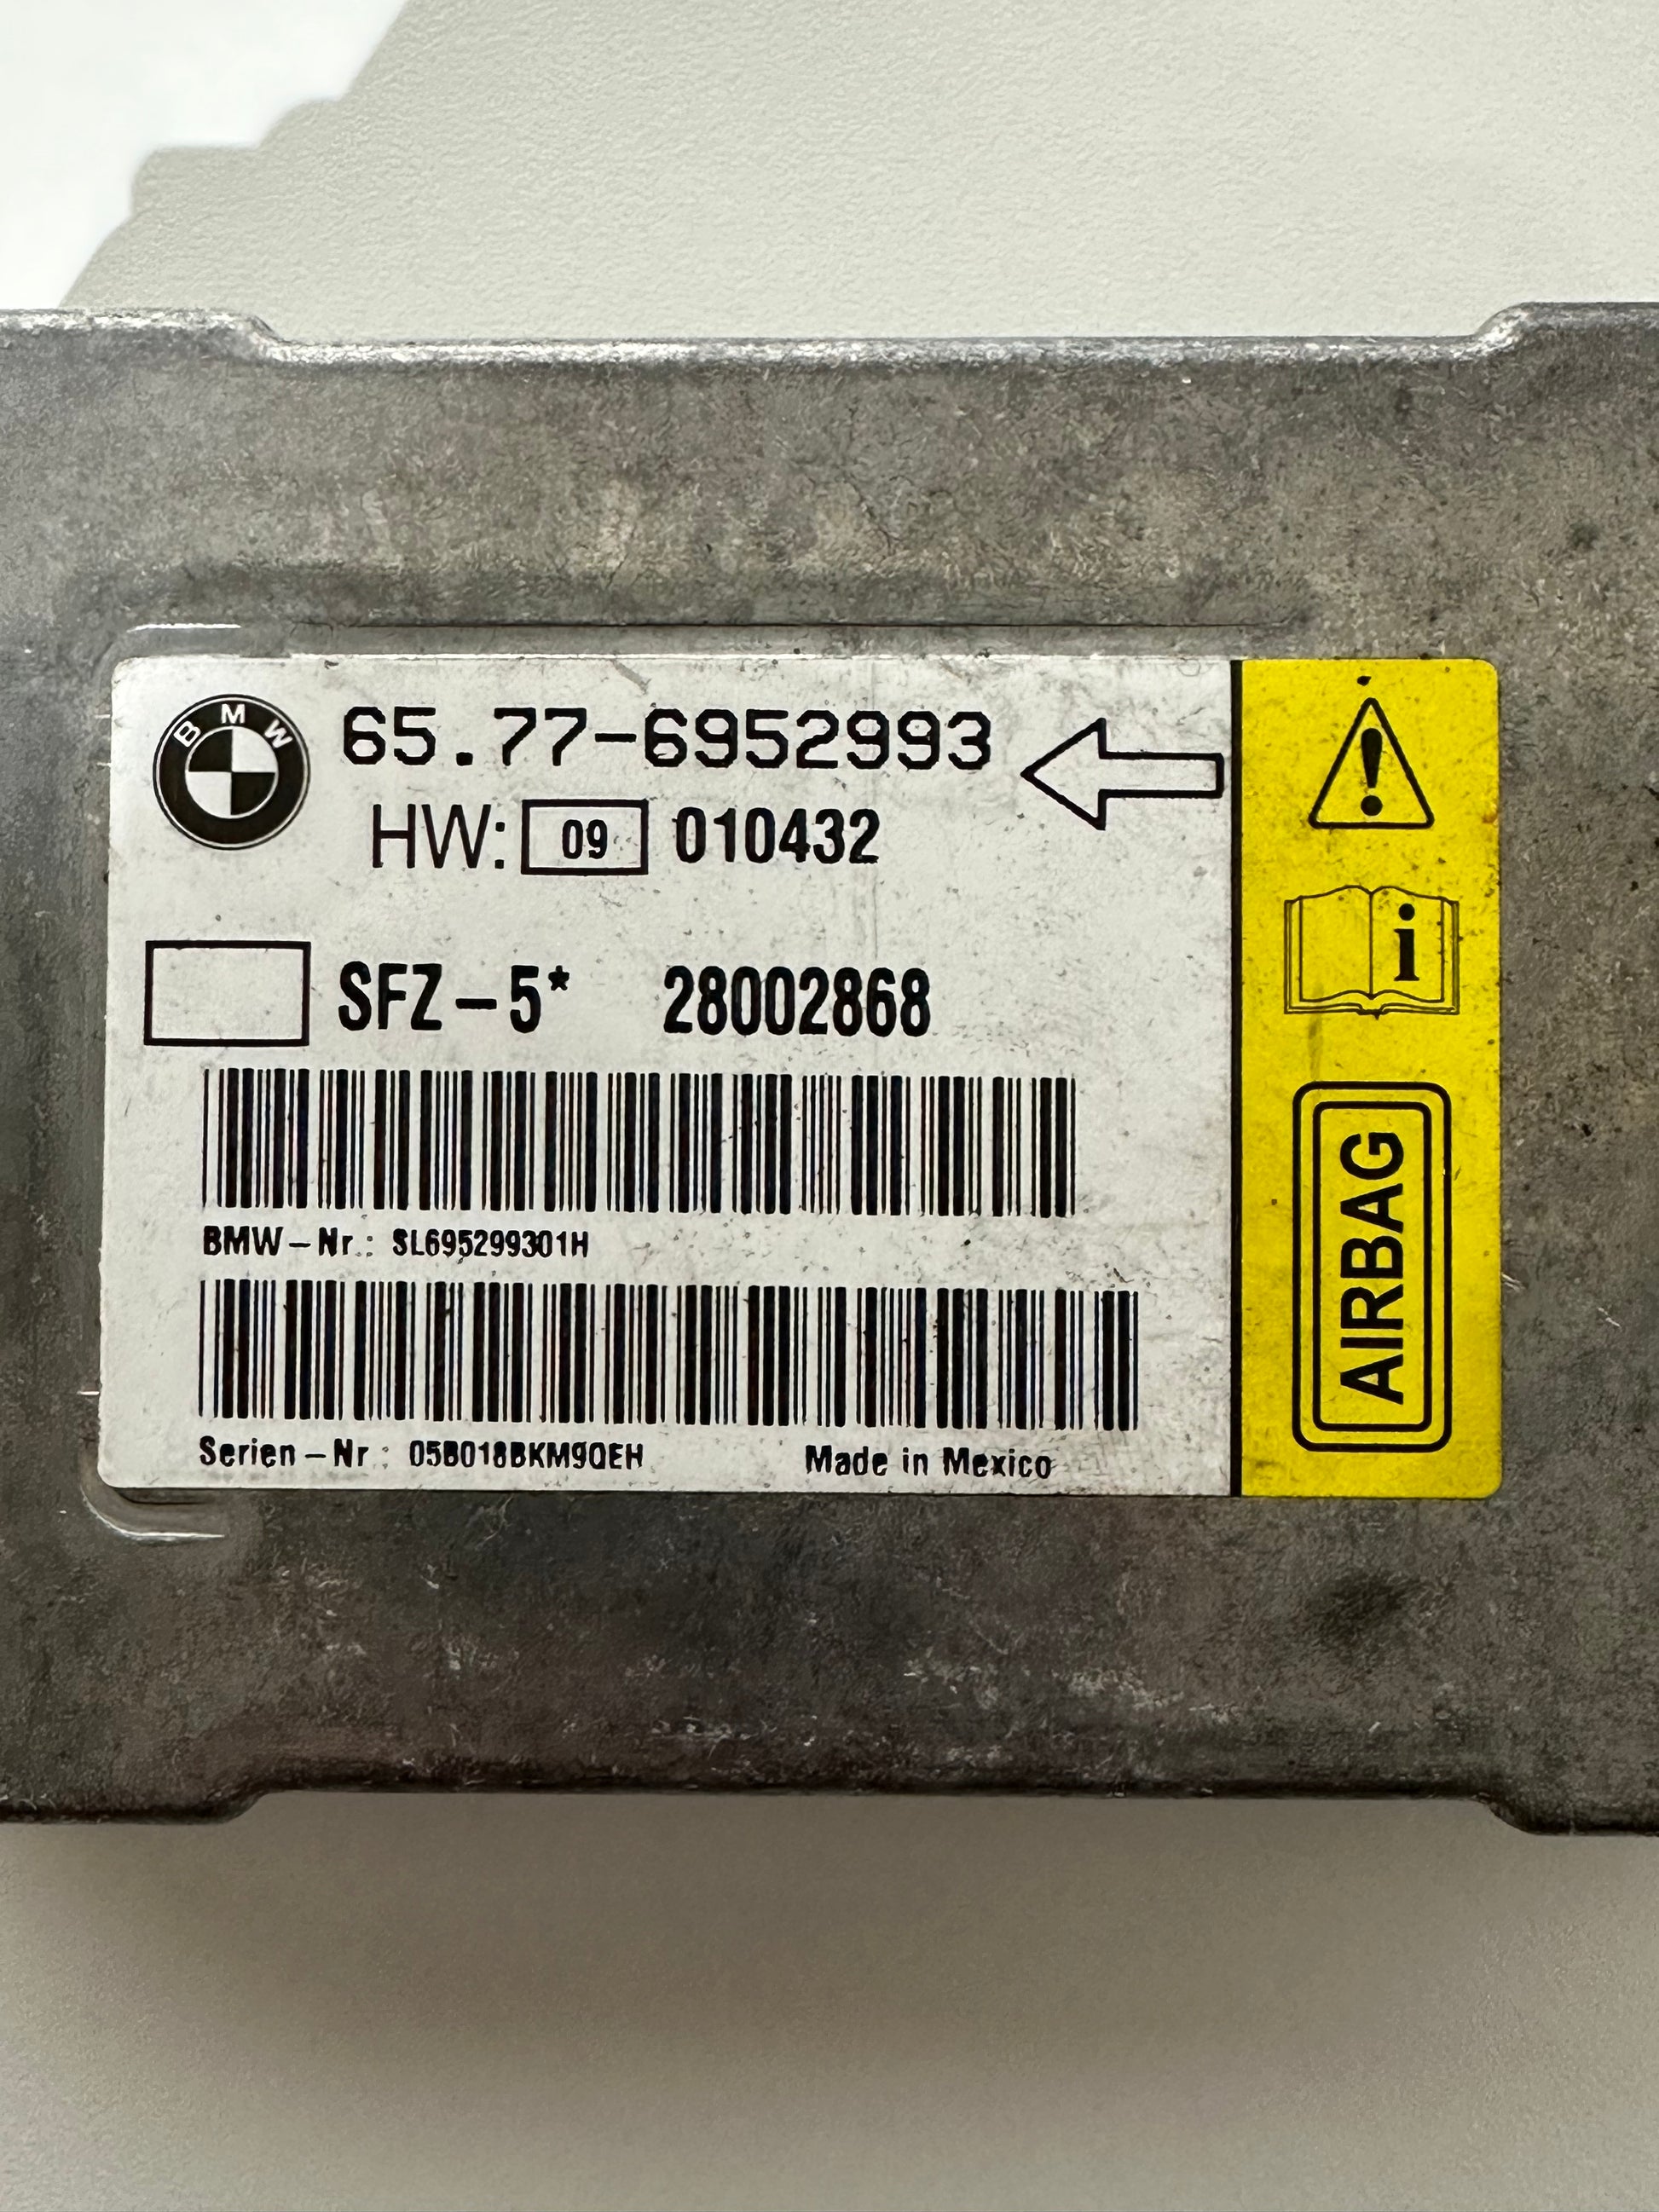 BMW
65.77-6952993
HW: 09 010432
SFZ-5* 28002868
BMW-Nr.: SL695299301H
Serien-Nr: 05B018BKM9QEH Made in Mexico
i
AIRBAG